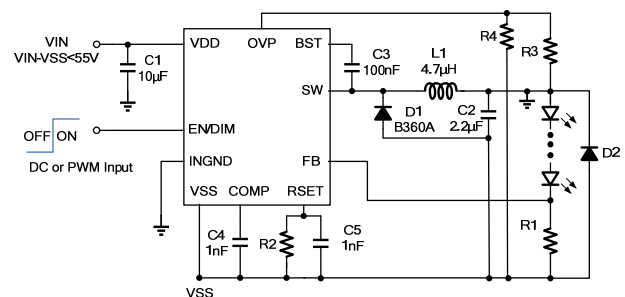 VIN
VIN-VSS<55V
C1
10µF
OFF ON
DC or PWM Input
VDD
OVP
BST
SW
EN/DIM
INGND
FB
VSS
COMP
RSET
C3
100nF
L1
4.7µH
R4
R3
D1
B360A
C2
2.2µF
D2
R1
C4
1nF
R2
C5
1nF
VSS